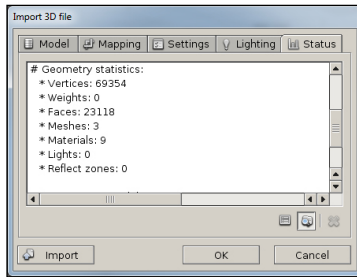 Import 3D file
Model Mapping Settings Lighting Status
# Geometry statistics:
* Vertices: 69354
* Weights: 0
* Faces: 23118
* Meshes: 3
* Materials: 9
* Lights: 0
* Reflect zones: 0
Import OK Cancel